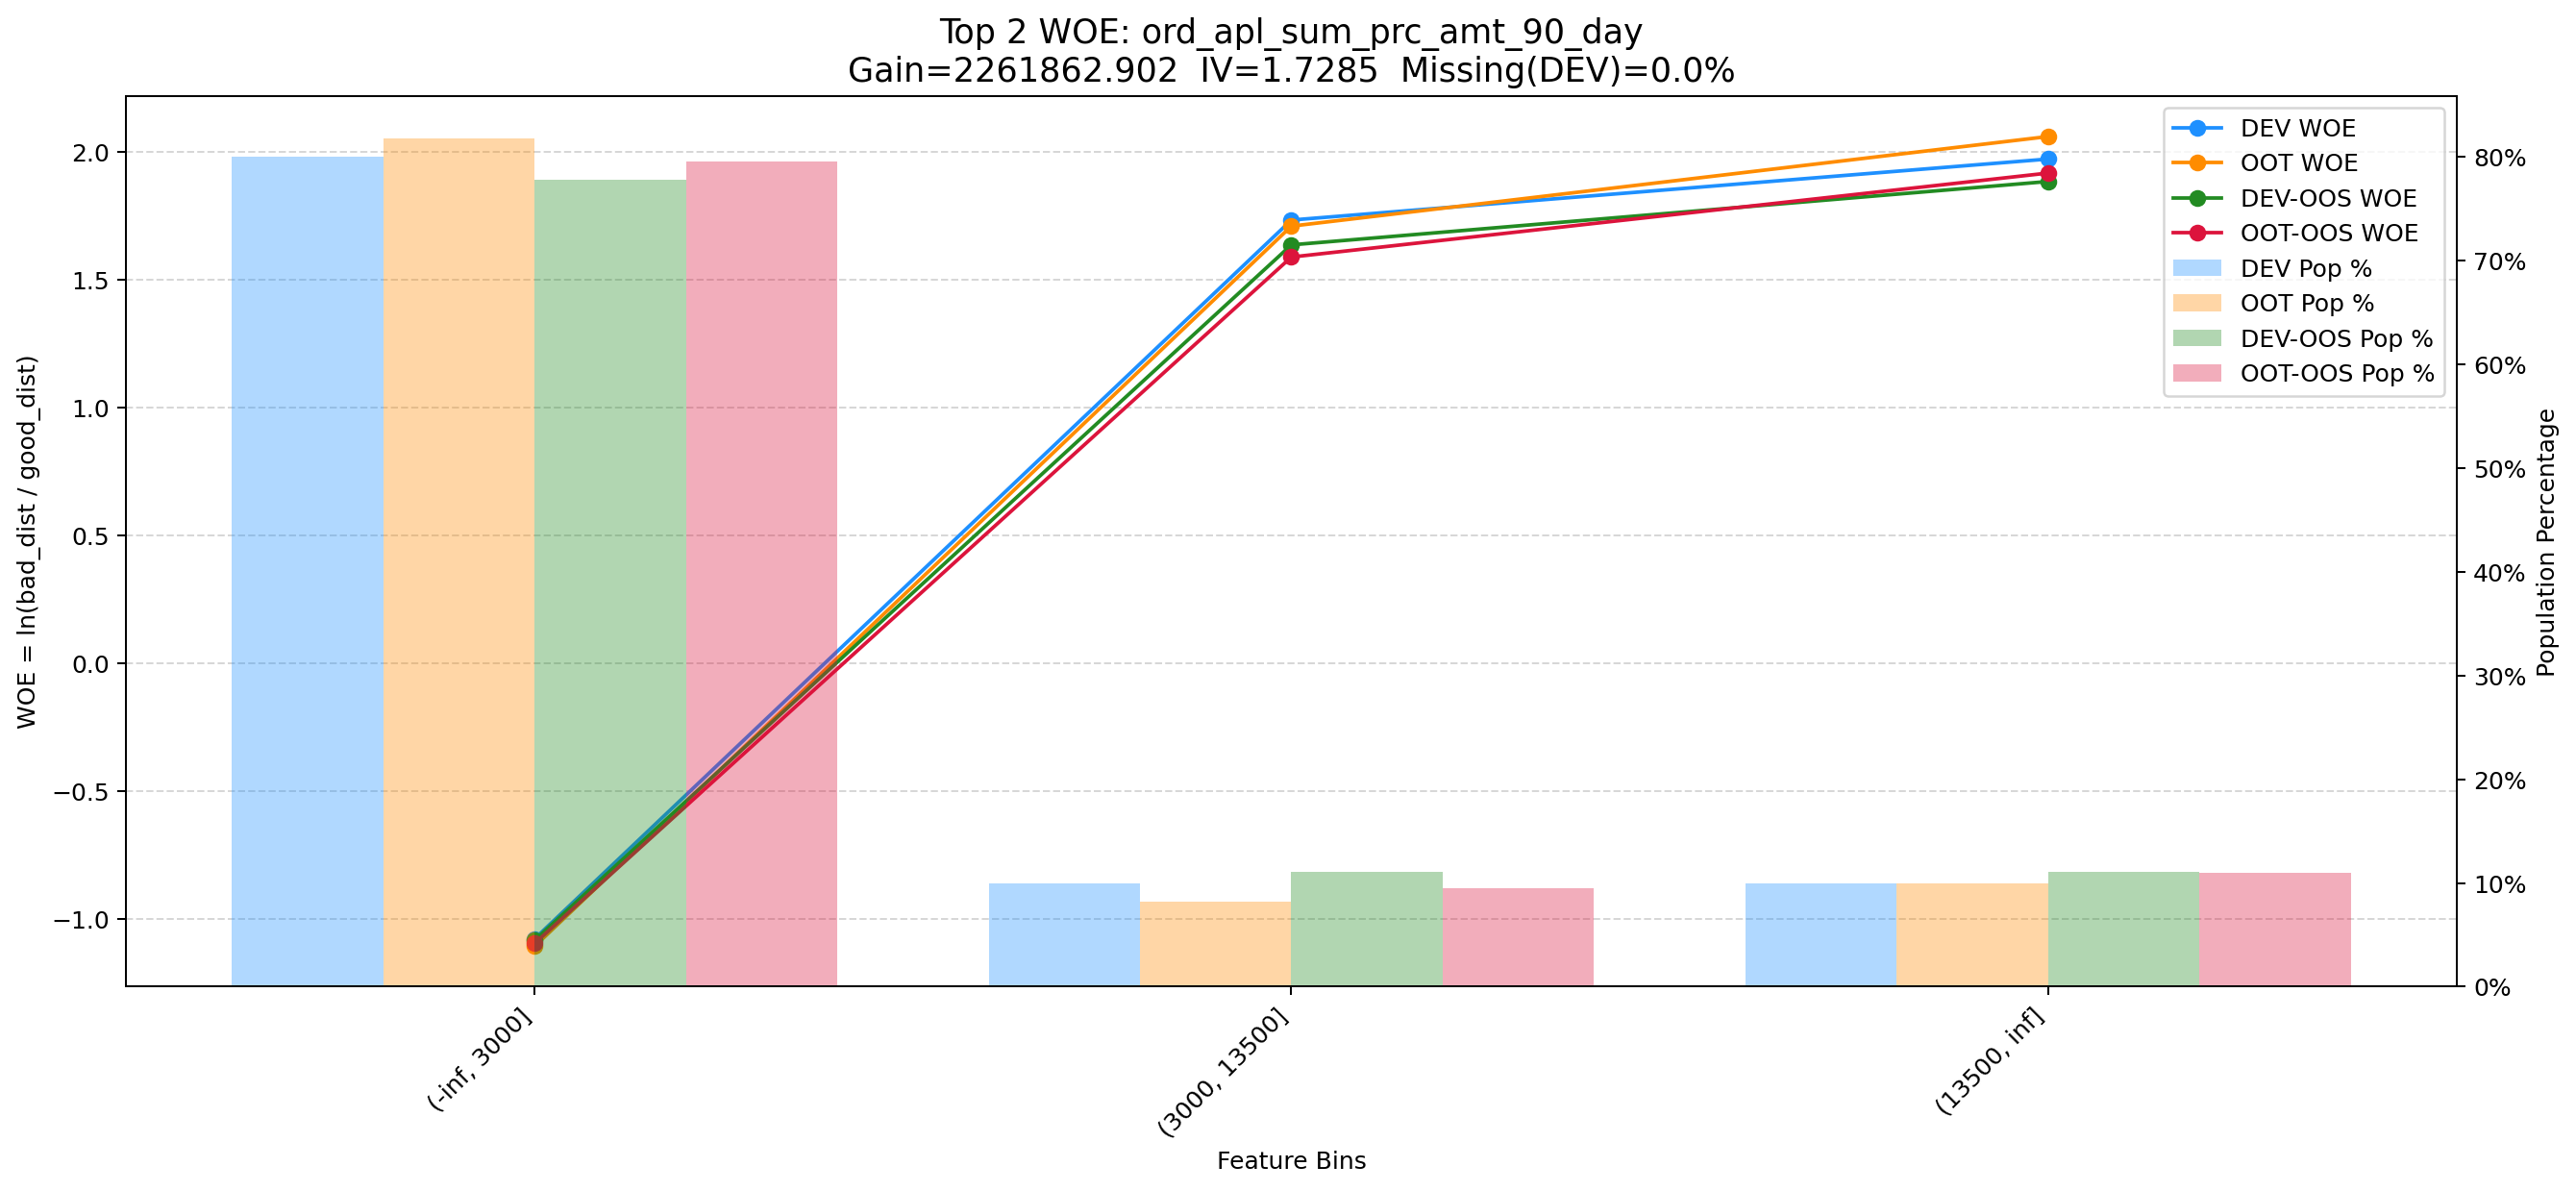 Top 2 WOE: ord_apl_sum_prc_amt_90_day
Gain=2261862.902  IV=1.7285  Missing(DEV)=0.0%
WOE = ln(bad_dist / good_dist)
2.0
1.5
1.0
0.5
0.0
−0.5
−1.0
DEV WOE
OOT WOE
DEV-OOS WOE
OOT-OOS WOE
DEV Pop %
OOT Pop %
DEV-OOS Pop %
OOT-OOS Pop %
80%
70%
60%
50%
40%
30%
20%
10%
0%
Population Percentage
(-inf, 3000]
(3000, 13500]
(13500, inf]
Feature Bins